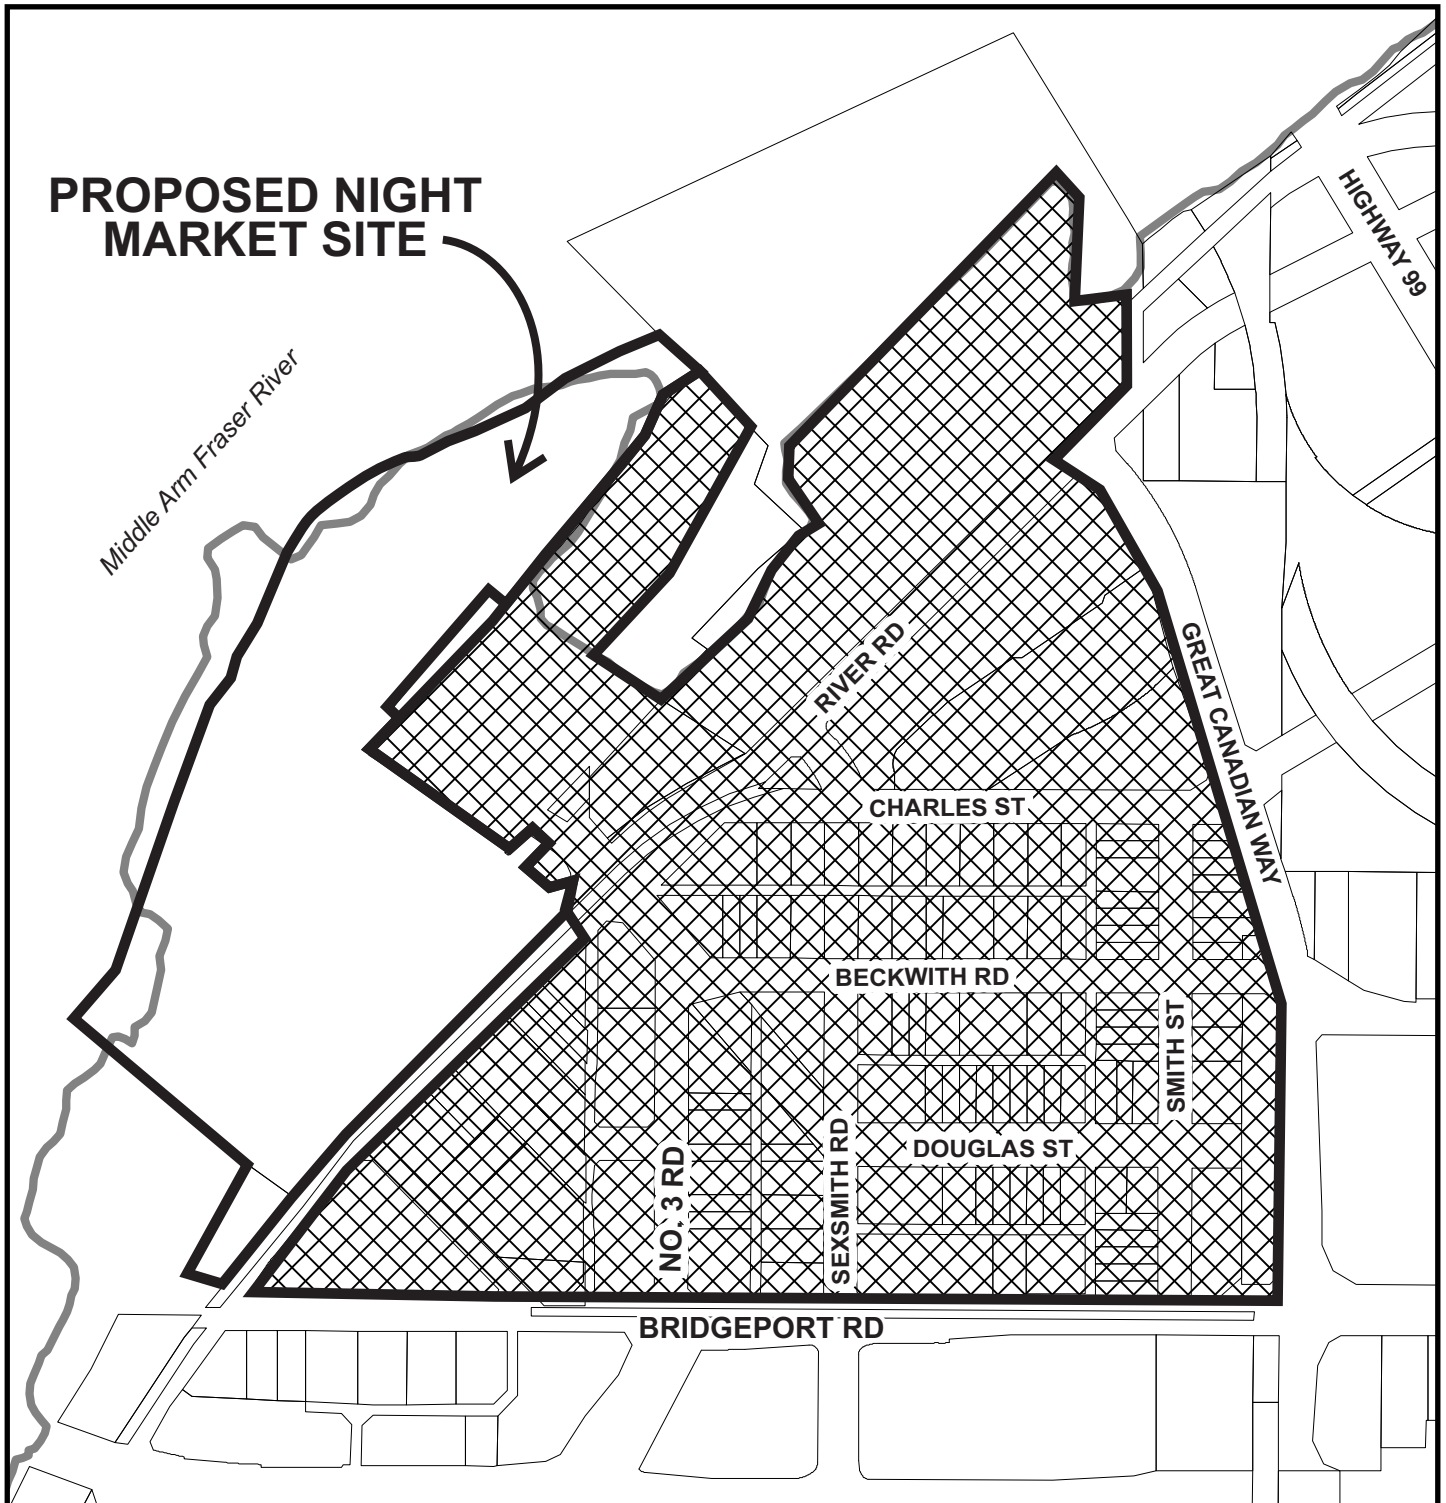 PROPOSED NIGHT
MARKET SITE
HIGHWAY 99
Middle Arm Fraser River
RIVER RD
GREAT CANADIAN WAY
CHARLES ST
BECKWITH RD
SMITH ST
DOUGLAS ST
NO. 3 RD
SEXSMITH RD
BRIDGEPORT RD